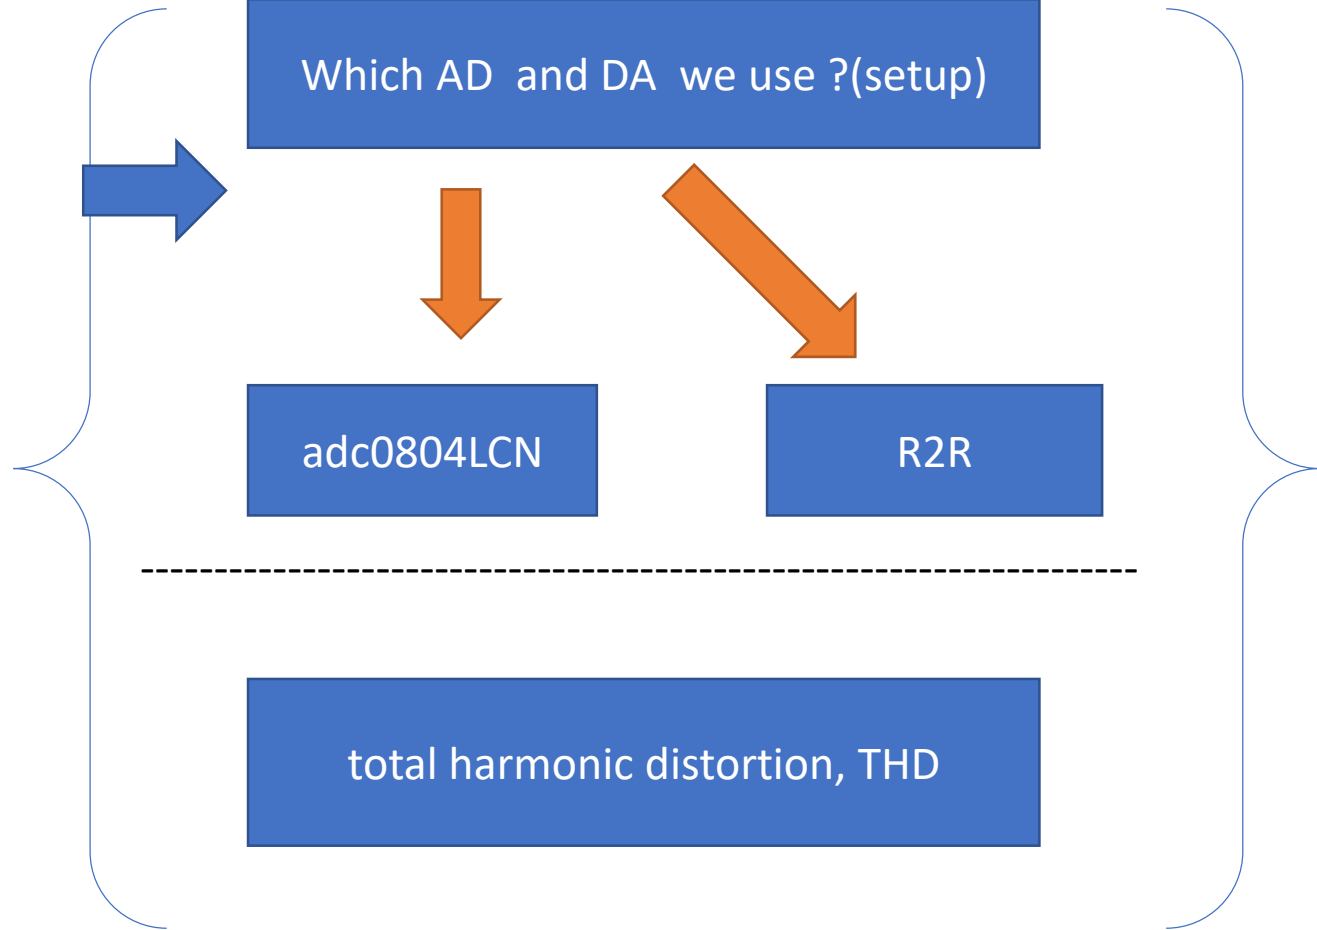 Which AD  and DA  we use ?(setup)
adc0804LCN
R2R
total harmonic distortion, THD